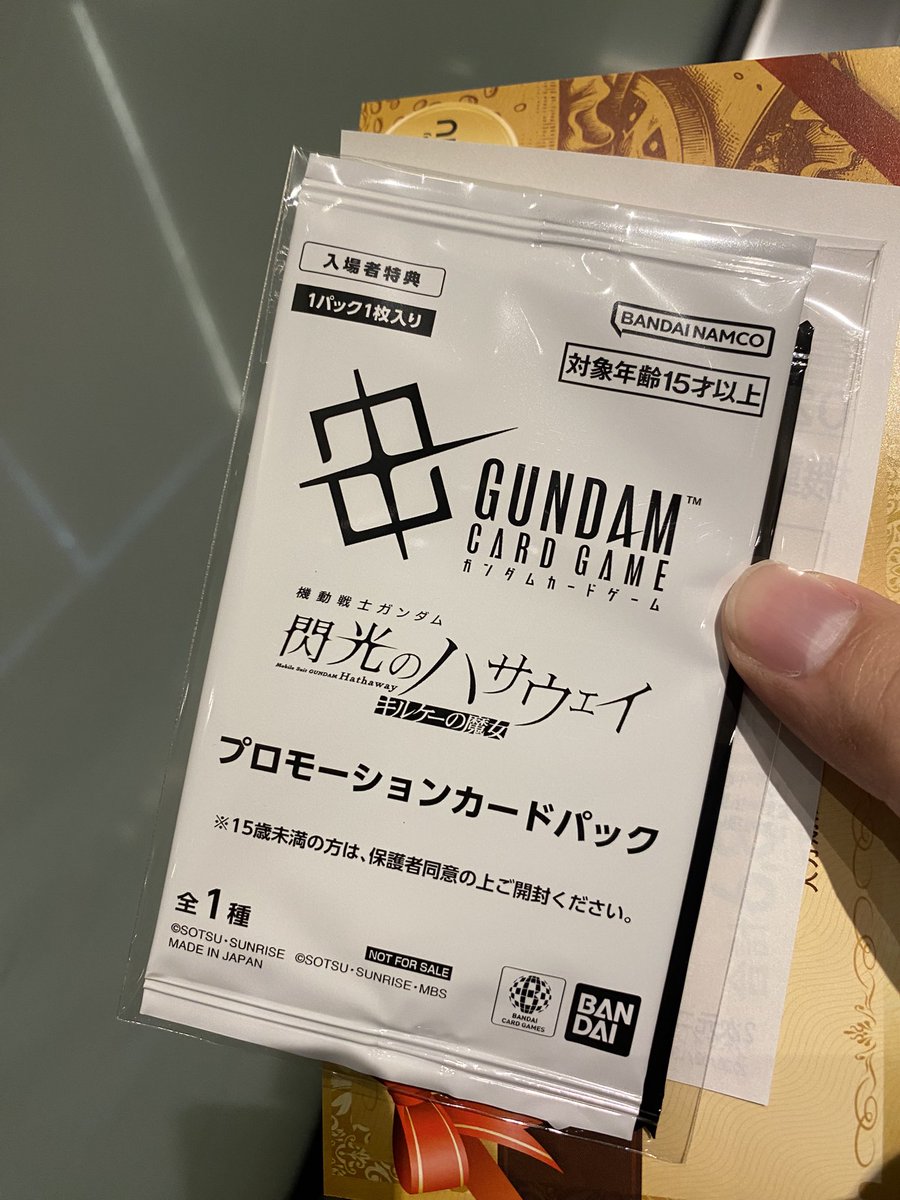 入場者特典
1パック1枚入り
BANDAI NAMCO
対象年齢15才以上
GUNDAM™
CARD GAME
ガンダムカードゲーム
機動戦士ガンダム
閃光のハサウェイ
Mobile Suit GUNDAM Hathaway
キルケーの魔女
プロモーションカードパック
※15歳未満の方は、保護者同意の上ご開封ください。
全1種
©SOTSU・SUNRISE ©SOTSU・SUNRISE・MBS
MADE IN JAPAN
NOT FOR SALE
BANDAI
CARD GAMES
BAN
DAI